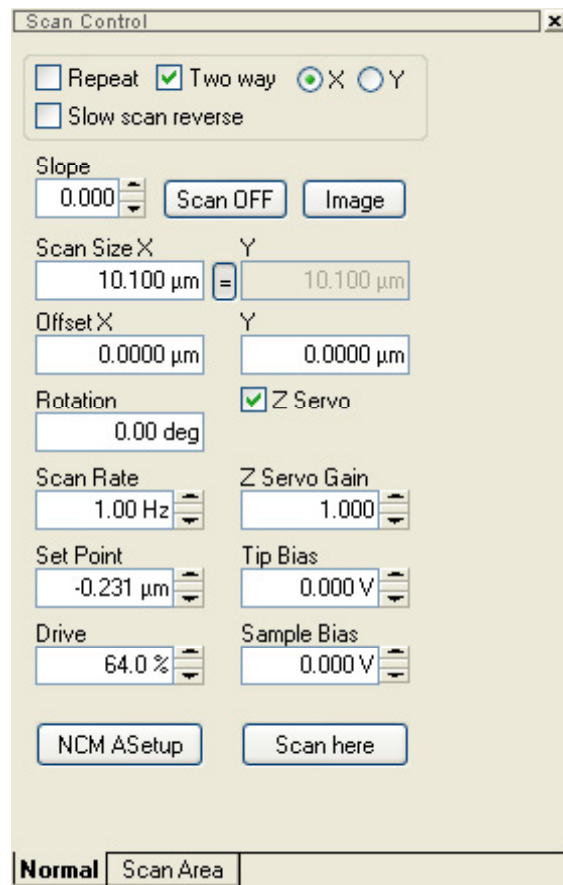 Scan Control
Repeat Two way X Y
Slow scan reverse
Slope
0.000 Scan OFF Image
Scan Size X Y
10.100 µm = 10.100 µm
Offset X Y
0.0000 µm 0.0000 µm
Rotation Z Servo
0.00 deg
Scan Rate Z Servo Gain
1.00 Hz 1.000
Set Point Tip Bias
-0.231 µm 0.000 V
Drive Sample Bias
64.0 % 0.000 V
NCM ASetup Scan here
Normal Scan Area